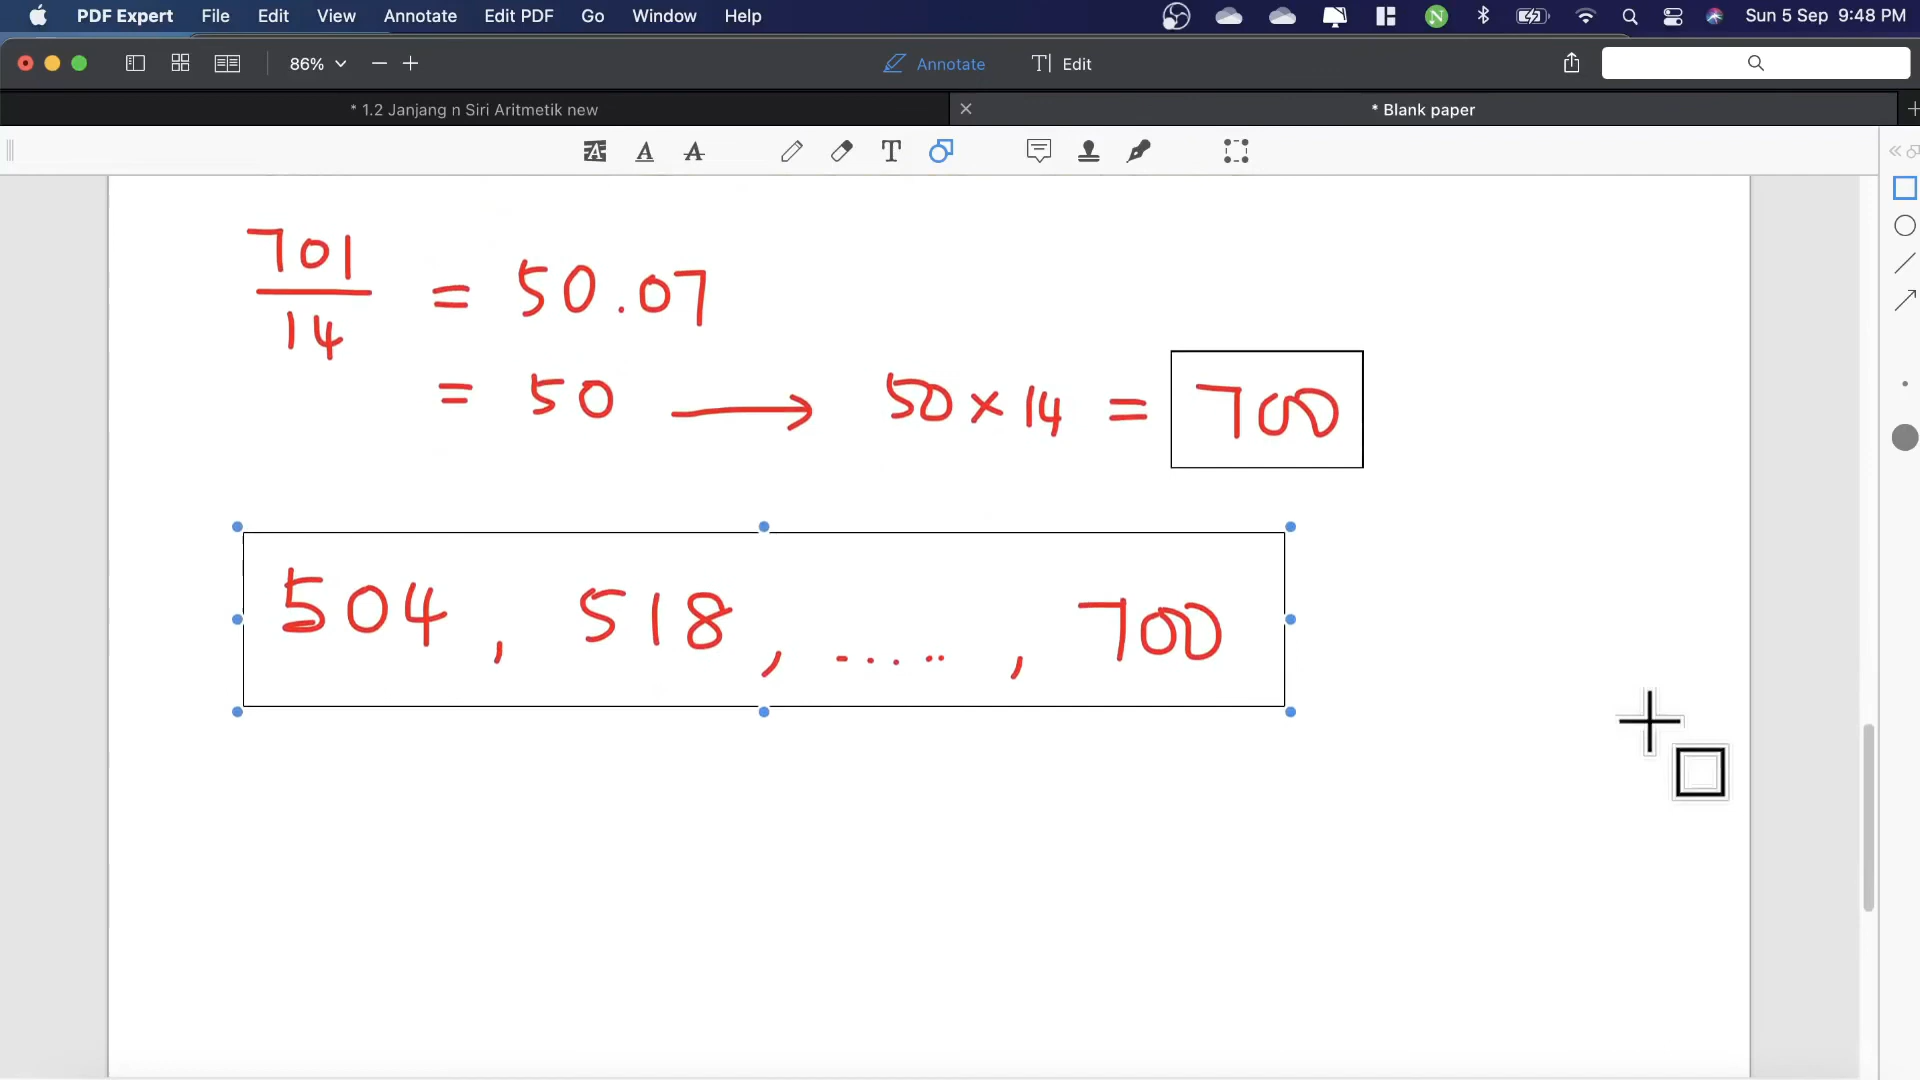 PDF Expert File Edit View Annotate Edit PDF Go Window Help N Sun 5 Sep 9:48 PM
86% Annotate T| Edit
* 1.2 Janjang n Siri Aritmetik new * Blank paper
A A A T
701
14
= 50.07
= 50 → 50 × 14 = 700
504 , 518 , ..... , 700